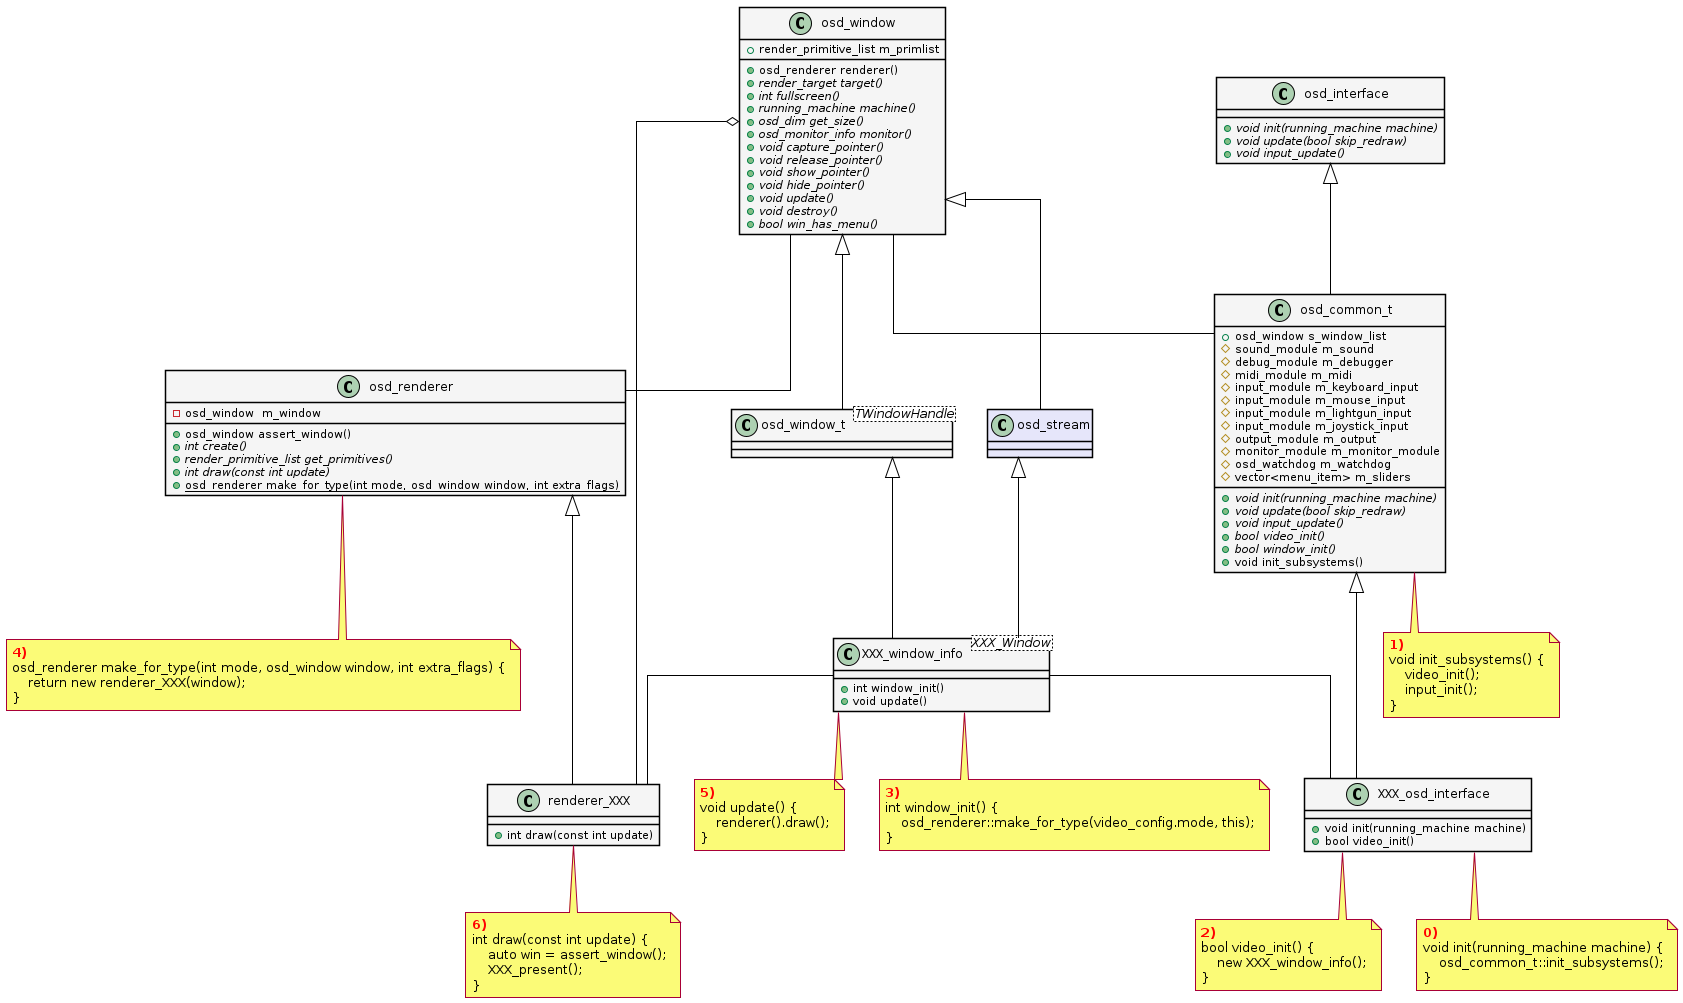 C osd_window
render_primitive_list m_primlist
osd_renderer renderer()
render_target target()
int fullscreen()
running_machine machine()
osd_dim get_size()
osd_monitor_info monitor()
void capture_pointer()
void release_pointer()
void show_pointer()
void hide_pointer()
void update()
void destroy()
bool win_has_menu()
C osd_interface
void init(running_machine machine)
void update(bool skip_redraw)
void input_update()
C osd_common_t
osd_window s_window_list
sound_module m_sound
debug_module m_debugger
midi_module m_midi
input_module m_keyboard_input
input_module m_mouse_input
input_module m_lightgun_input
input_module m_joystick_input
output_module m_output
monitor_module m_monitor_module
osd_watchdog m_watchdog
vector<menu_item> m_sliders
void init(running_machine machine)
void update(bool skip_redraw)
void input_update()
bool video_init()
bool window_init()
void init_subsystems()
C osd_renderer
osd_window  m_window
osd_window assert_window()
int create()
render_primitive_list get_primitives()
int draw(const int update)
osd_renderer make_for_type(int mode, osd_window window, int extra_flags)
C osd_window_t
TWindowHandle
C osd_stream
4)
osd_renderer make_for_type(int mode, osd_window window, int extra_flags) {
    return new renderer_XXX(window);
}
C XXX_window_info
XXX_Window
int window_init()
void update()
1)
void init_subsystems() {
    video_init();
    input_init();
}
C renderer_XXX
int draw(const int update)
5)
void update() {
    renderer().draw();
}
3)
int window_init() {
    osd_renderer::make_for_type(video_config.mode, this);
}
C XXX_osd_interface
void init(running_machine machine)
bool video_init()
6)
int draw(const int update) {
    auto win = assert_window();
    XXX_present();
}
2)
bool video_init() {
    new XXX_window_info();
}
0)
void init(running_machine machine) {
    osd_common_t::init_subsystems();
}